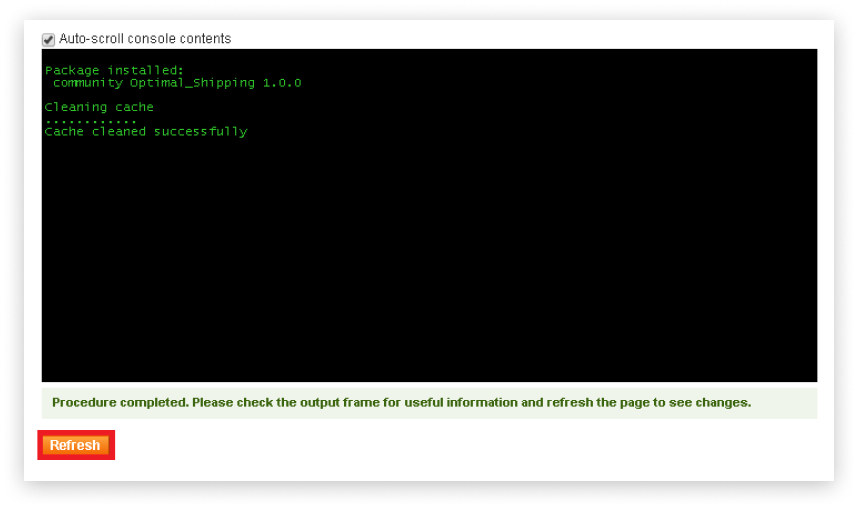 Auto-scroll console contents
Package installed:
community Optimal_Shipping 1.0.0
Cleaning cache
............
Cache cleaned successfully
Procedure completed. Please check the output frame for useful information and refresh the page to see changes.
Refresh